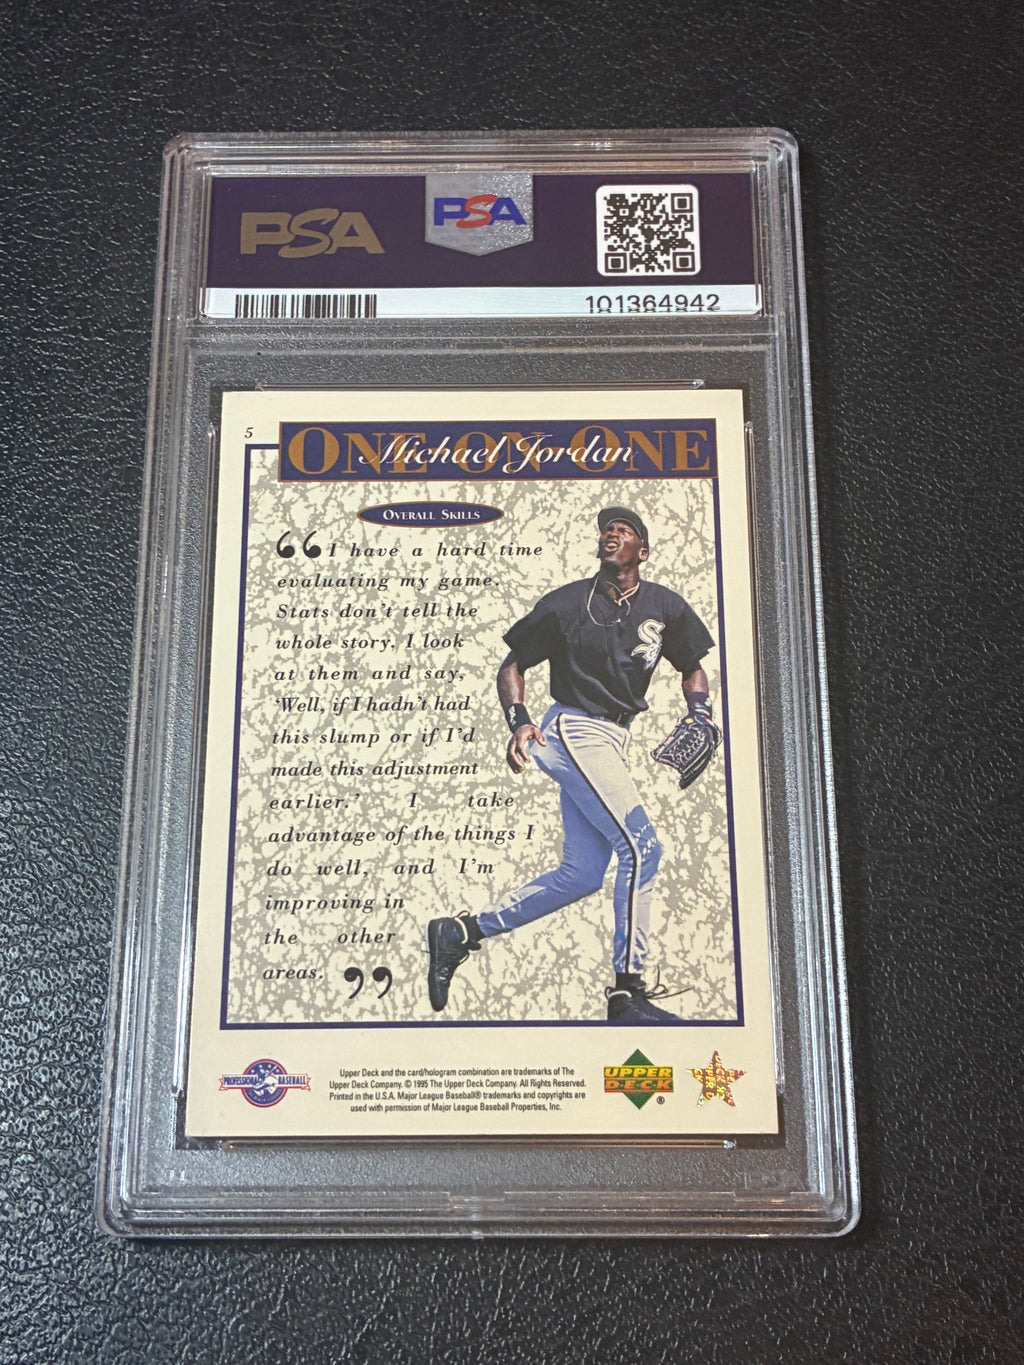 PSA
PSA
101364942
5
ONE ON ONE
Michael Jordan
OVERALL SKILLS
“I have a hard time
evaluating my game.
Stats don't tell the
whole story. I look
at them and say,
'Well, if I hadn't had
this slump or if I'd
made this adjustment
earlier.' I take
advantage of the things I
do well, and I'm
improving in
the other
areas.”
Sox
PROFESSIONAL BASEBALL
Upper Deck and the card/hologram combination are trademarks of The
Upper Deck Company. © 1995 The Upper Deck Company. All Rights Reserved.
Printed in the U.S.A. Major League Baseball® trademarks and copyrights are
used with permission of Major League Baseball Properties, Inc.
UPPER
DECK
®